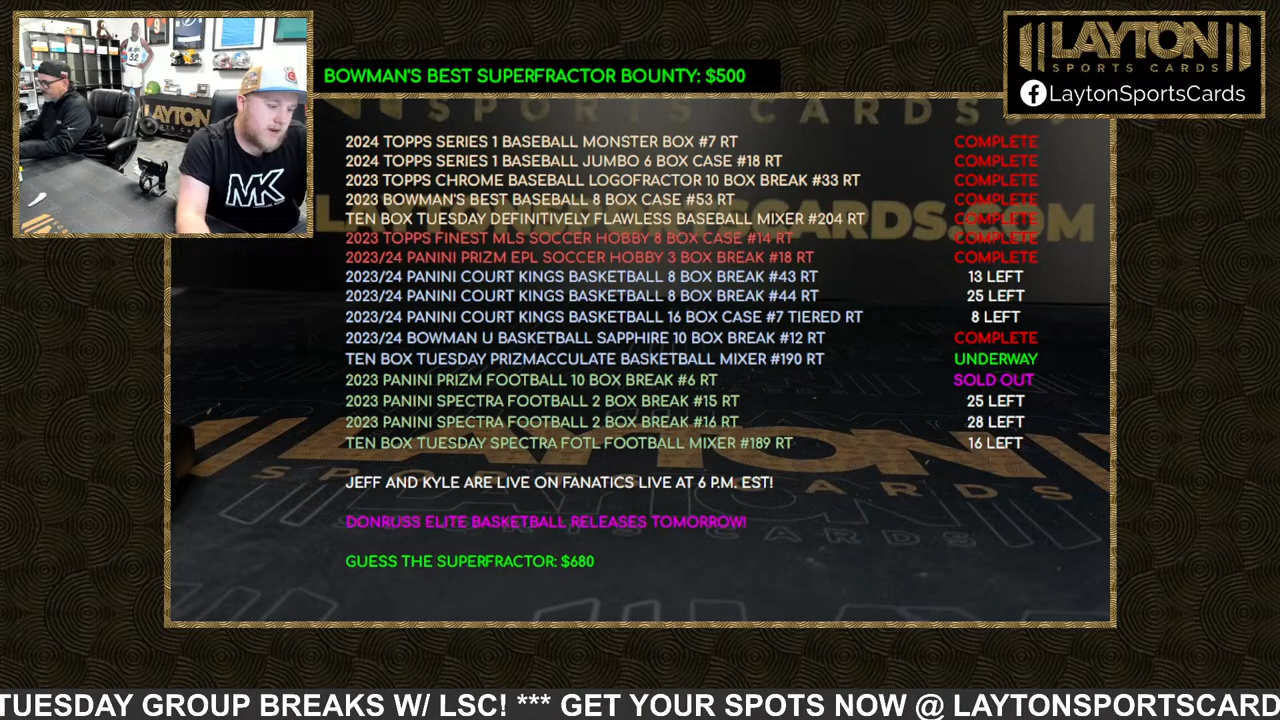 BOWMAN'S BEST SUPERFRACTOR BOUNTY: $500
LAYTON
SPORTS CARDS
LaytonSportsCards
SPORTS CARDS
2024 TOPPS SERIES 1 BASEBALL MONSTER BOX #7 RT COMPLETE
2024 TOPPS SERIES 1 BASEBALL JUMBO 6 BOX CASE #18 RT COMPLETE
2023 TOPPS CHROME BASEBALL LOGOFRACTOR 10 BOX BREAK #33 RT COMPLETE
2023 BOWMAN'S BEST BASEBALL 8 BOX CASE #53 RT COMPLETE
TEN BOX TUESDAY DEFINITIVELY FLAWLESS BASEBALL MIXER #204 RT COMPLETE
2023 TOPPS FINEST MLS SOCCER HOBBY 8 BOX CASE #14 RT COMPLETE
2023/24 PANINI PRIZM EPL SOCCER HOBBY 3 BOX BREAK #18 RT COMPLETE
2023/24 PANINI COURT KINGS BASKETBALL 8 BOX BREAK #43 RT 13 LEFT
2023/24 PANINI COURT KINGS BASKETBALL 8 BOX BREAK #44 RT 25 LEFT
2023/24 PANINI COURT KINGS BASKETBALL 16 BOX CASE #7 TIERED RT 8 LEFT
2023/24 BOWMAN U BASKETBALL SAPPHIRE 10 BOX BREAK #12 RT COMPLETE
TEN BOX TUESDAY PRIZMACCULATE BASKETBALL MIXER #190 RT UNDERWAY
2023 PANINI PRIZM FOOTBALL 10 BOX BREAK #6 RT SOLD OUT
2023 PANINI SPECTRA FOOTBALL 2 BOX BREAK #15 RT 25 LEFT
2023 PANINI SPECTRA FOOTBALL 2 BOX BREAK #16 RT 28 LEFT
TEN BOX TUESDAY SPECTRA FOTL FOOTBALL MIXER #189 RT 16 LEFT
JEFF AND KYLE ARE LIVE ON FANATICS LIVE AT 6 P.M. EST!
DONRUSS ELITE BASKETBALL RELEASES TOMORROW!
GUESS THE SUPERFRACTOR: $680
MK
LAYTON
TUESDAY GROUP BREAKS W/ LSC! *** GET YOUR SPOTS NOW @ LAYTONSPORTSCARD